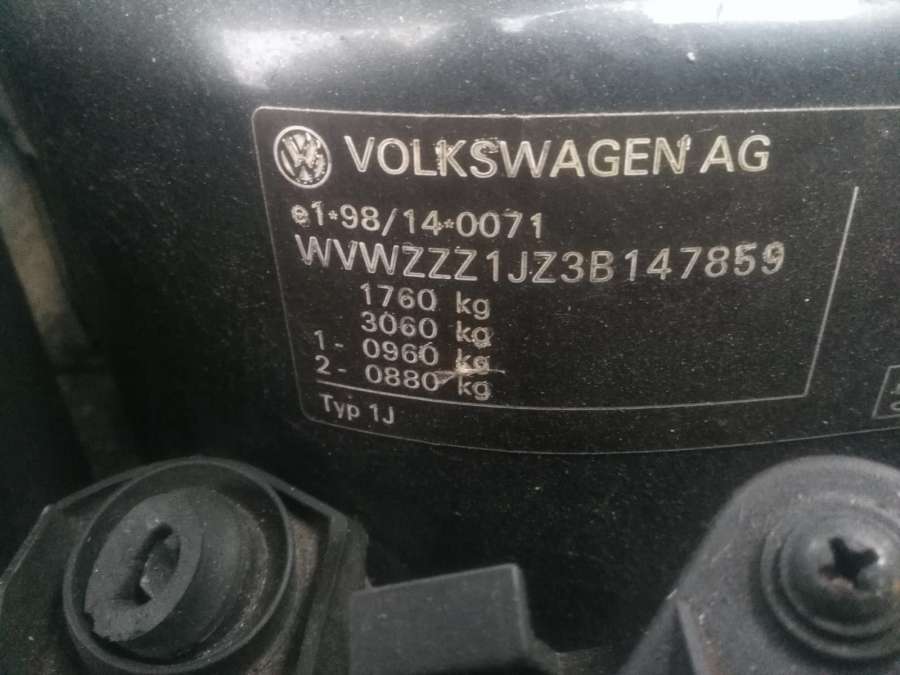 VOLKSWAGEN AG
e1*98/14*0071
WVWZZZ1JZ3B147859
1760 kg
3060 kg
1- 0960 kg
2- 0880 kg
Typ 1J